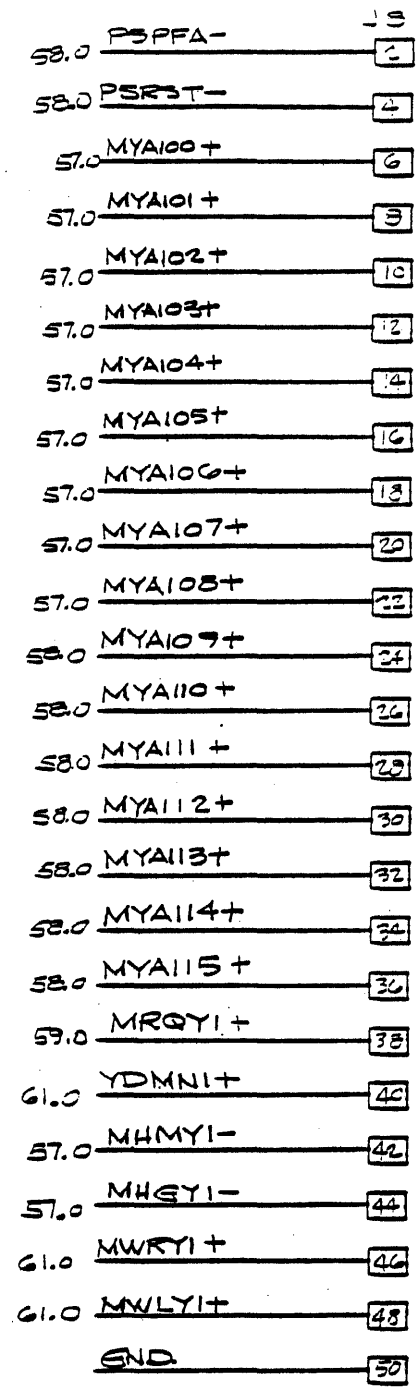 J3
58.0 PSPFA- 2
58.0 PSRST- 4
57.0 MYA100+ 6
57.0 MYA101+ 8
57.0 MYA102+ 10
57.0 MYA103+ 12
57.0 MYA104+ 14
57.0 MYA105+ 16
57.0 MYA106+ 18
57.0 MYA107+ 20
57.0 MYA108+ 22
58.0 MYA109+ 24
58.0 MYA110+ 26
58.0 MYA111+ 28
58.0 MYA112+ 30
58.0 MYA113+ 32
58.0 MYA114+ 34
58.0 MYA115+ 36
59.0 MRQY1+ 38
61.0 YDMN1+ 40
57.0 MHMY1- 42
57.0 MHGY1- 44
61.0 MWRY1+ 46
61.0 MWLY1+ 48
GND. 50